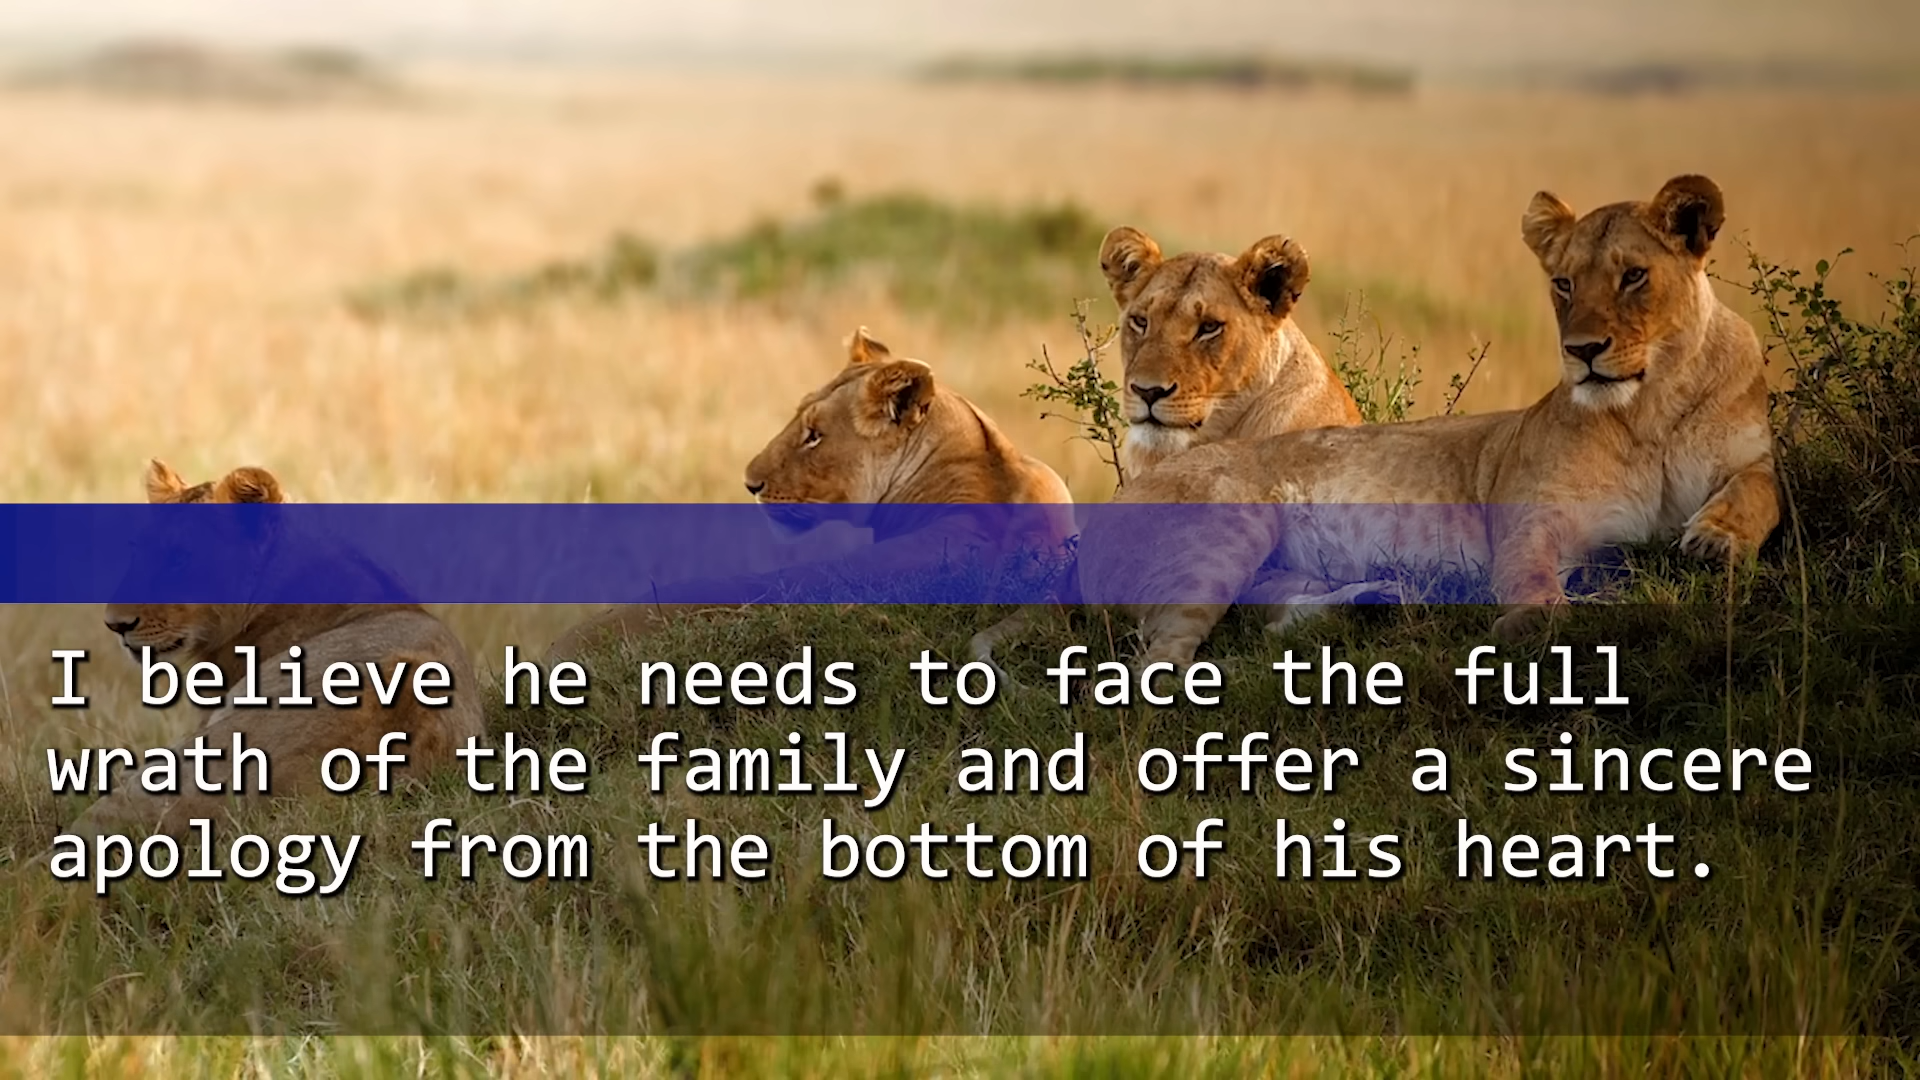 I believe he needs to face the full
wrath of the family and offer a sincere
apology from the bottom of his heart.